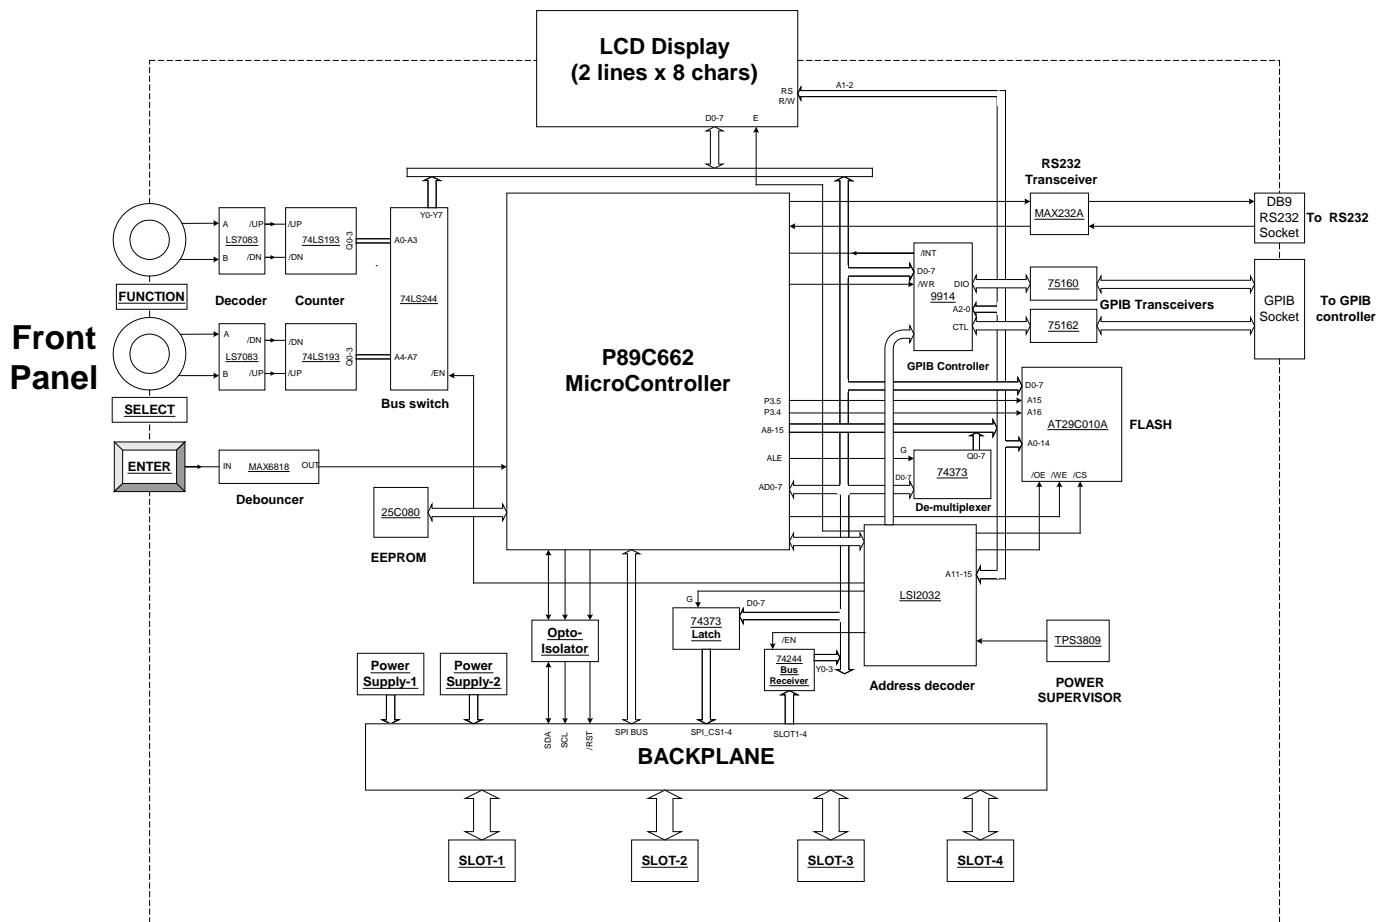 LCD Display
(2 lines x 8 chars)
RS
R/W
A1-2
D0-7
E
RS232
Transceiver
MAX232A
DB9
RS232
Socket
To RS232
Y0-Y7
A
/UP
/UP
LS7083
74LS193
Q0-3
A0-A3
B
/DN
/DN
74LS244
/INT
D0-7
/WR
DIO
9914
A2-0
CTL
GPIB Controller
75160
GPIB Transceivers
75162
GPIB
Socket
To GPIB
controller
FUNCTION
Decoder
Counter
Front
Panel
A
/DN
/DN
LS7083
74LS193
Q0-3
A4-A7
B
/UP
/UP
/EN
Bus switch
SELECT
P89C662
MicroController
P3.5
P3.4
A8-15
ALE
AD0-7
D0-7
A15
A16
AT29C010A
A0-14
/OE
/WE
/CS
FLASH
G
Q0-7
D0-7
74373
De-multiplexer
ENTER
IN
MAX6818
OUT
Debouncer
25C080
EEPROM
A11-15
LSI2032
Address decoder
TPS3809
POWER
SUPERVISOR
G
D0-7
74373
Latch
/EN
74244
Bus
Receiver
Y0-3
Opto-
Isolator
Power
Supply-1
Power
Supply-2
SDA
SCL
/RST
SPI BUS
SPI_CS1-4
SLOT1-4
BACKPLANE
SLOT-1
SLOT-2
SLOT-3
SLOT-4